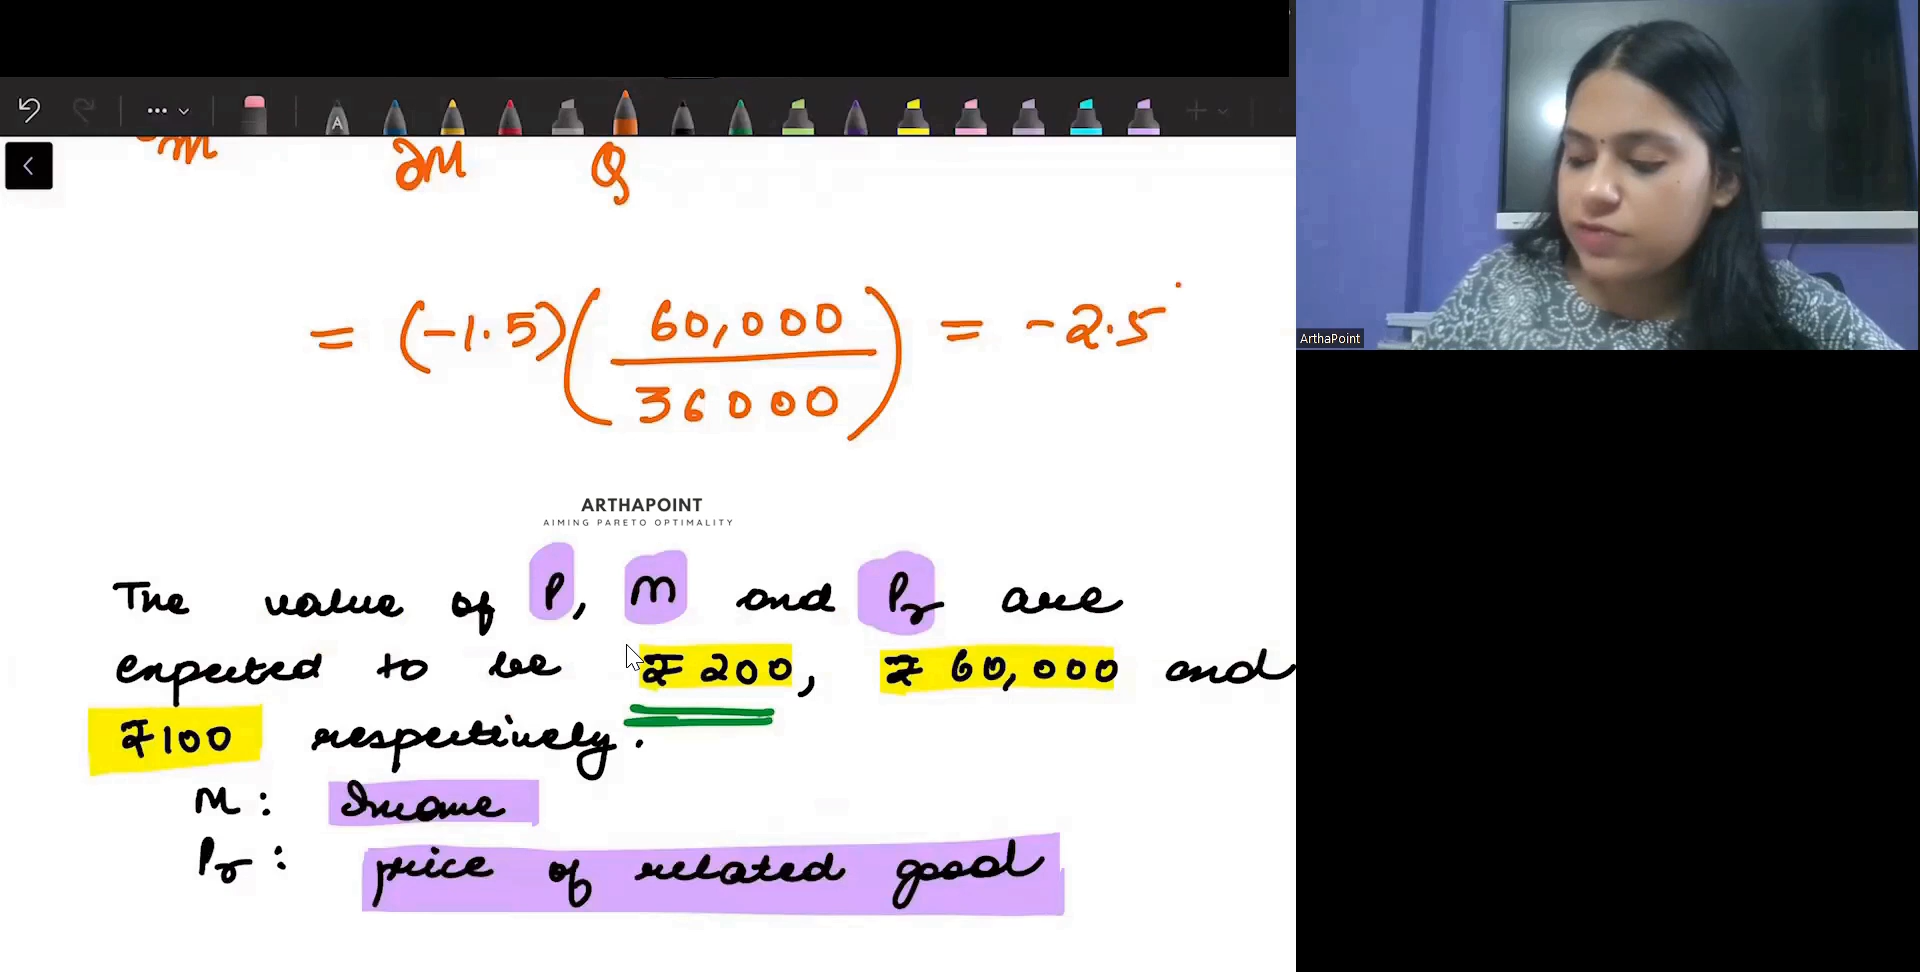 A
∂M Q
= (-1.5)(60,000/36000) = -2.5
ARTHAPOINT
AIMING PARETO OPTIMALITY
The value of P, M and Pr are
expected to be ₹ 200, ₹ 60,000 and
₹100 respectively.
M : Income
Pr : price of related good
ArthaPoint